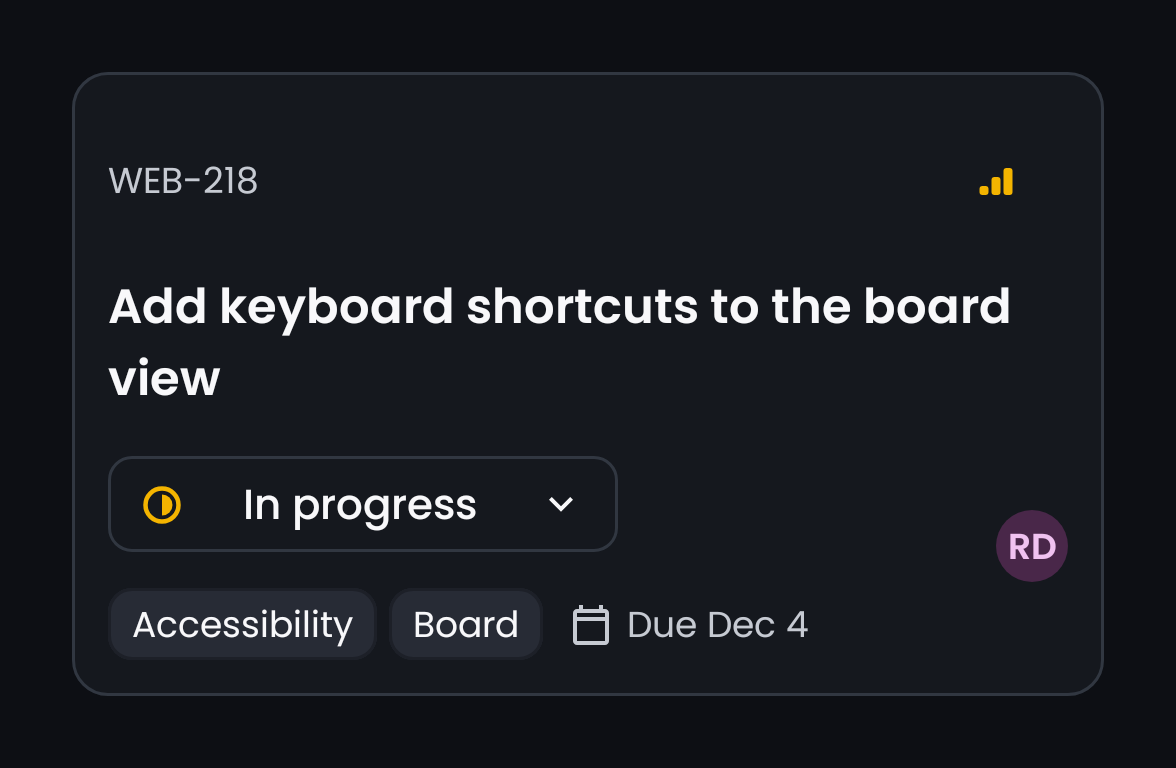 WEB-218
Add keyboard shortcuts to the board
view
In progress
RD
Accessibility Board Due Dec 4